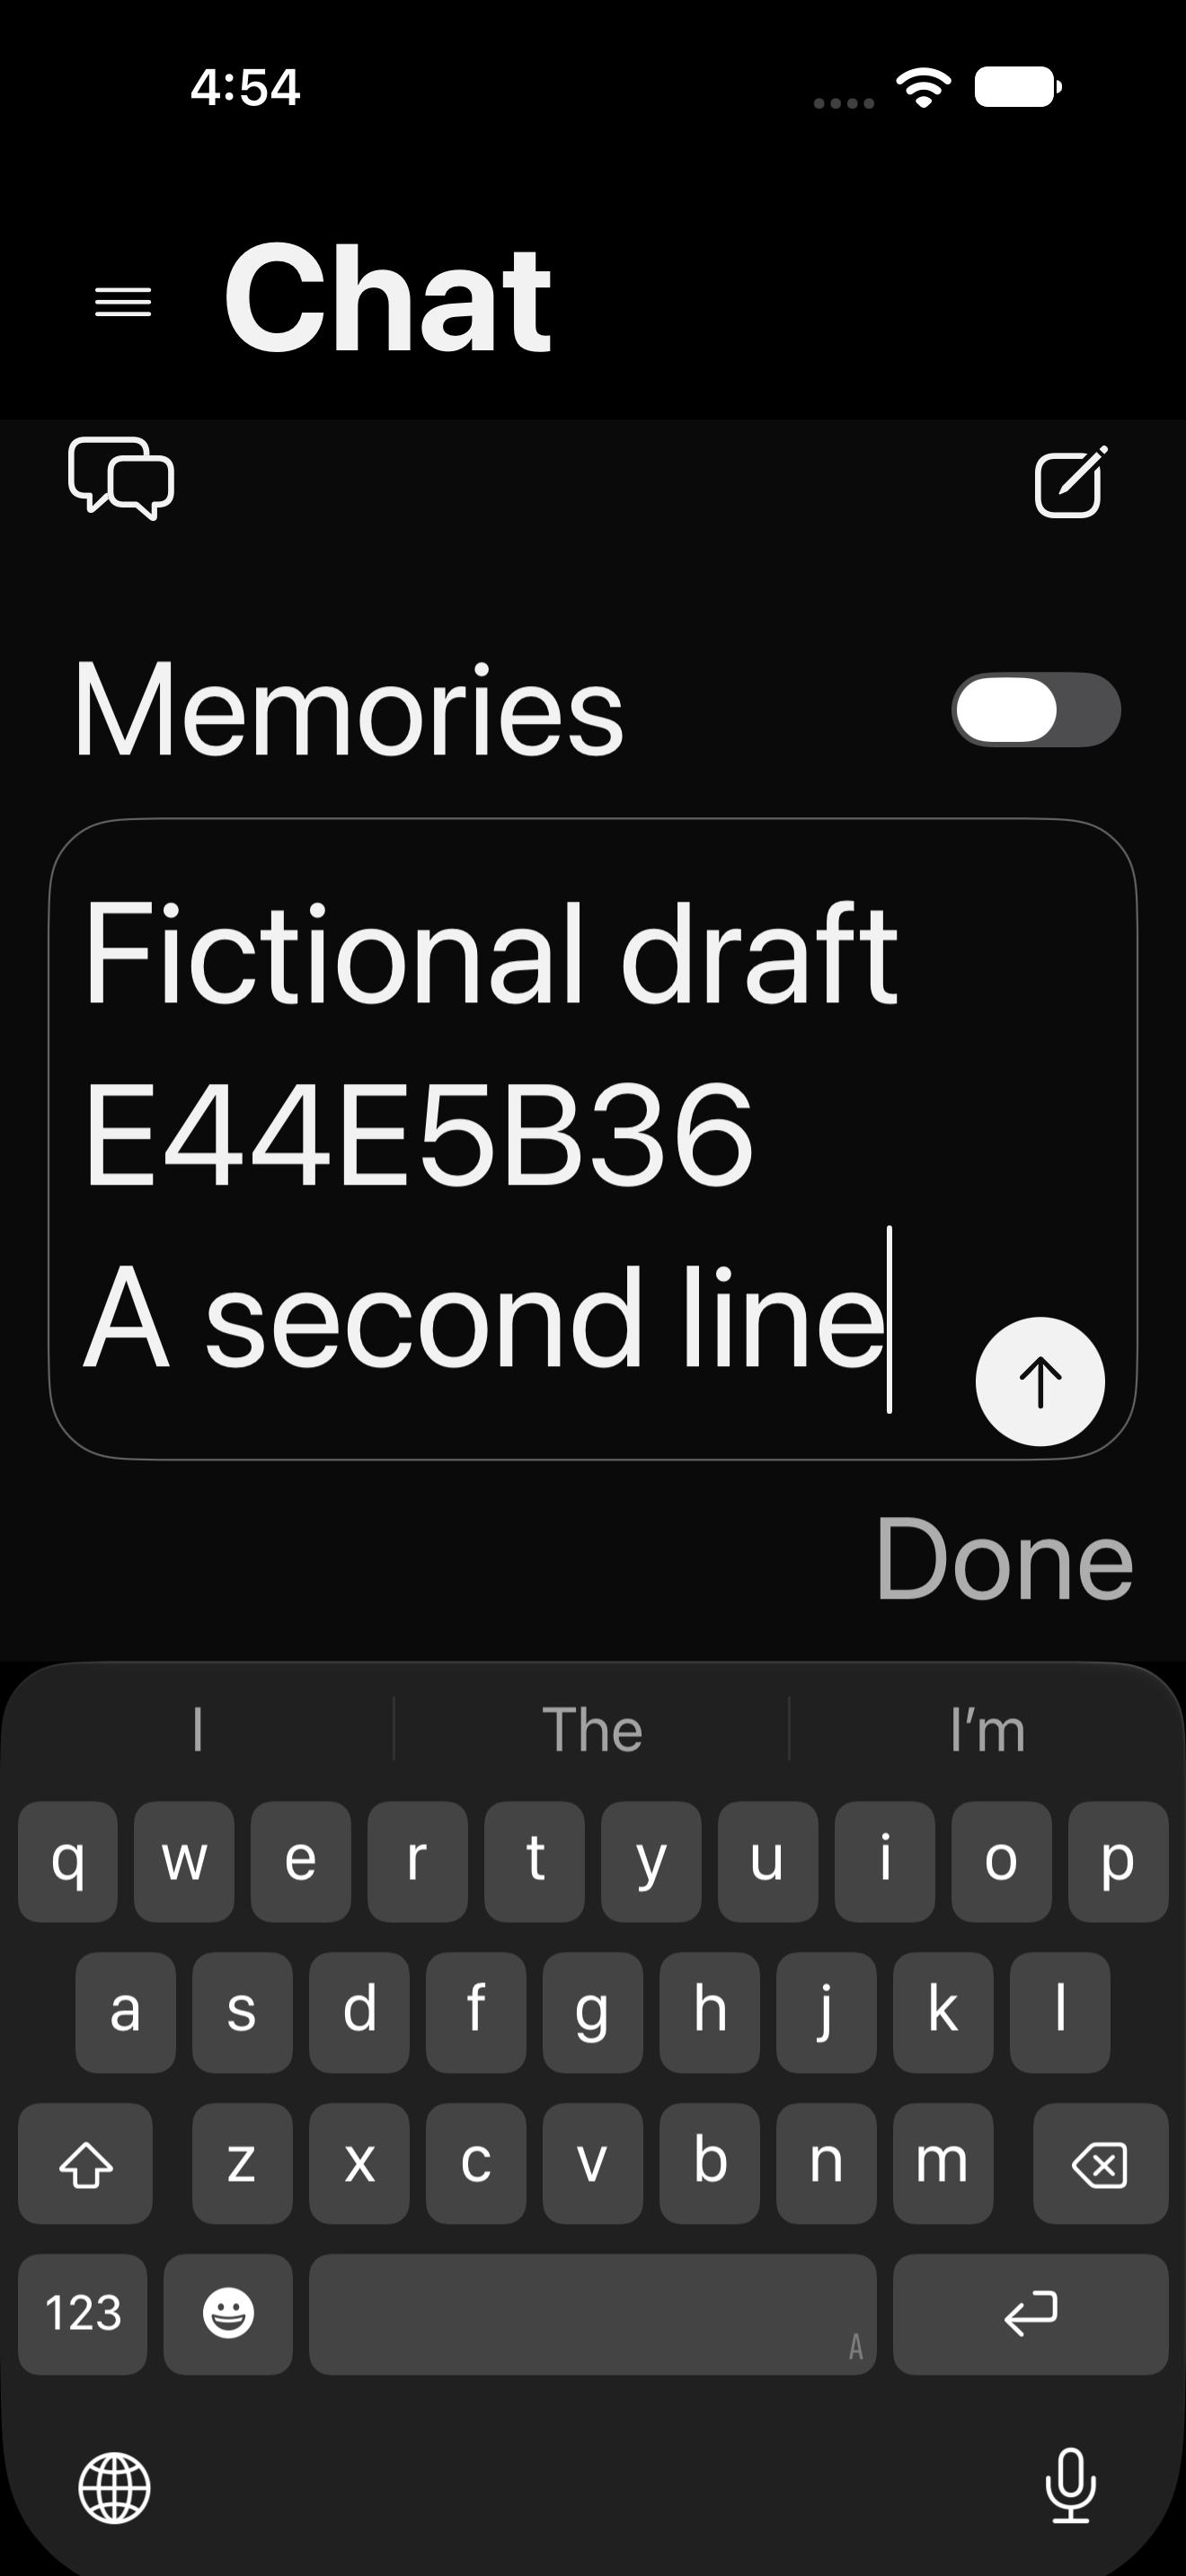 4:54
Chat
Memories
Fictional draft
E44E5B36
A second line
Done
I The I’m
q w e r t y u i o p
a s d f g h j k l
z x c v b n m
123
A